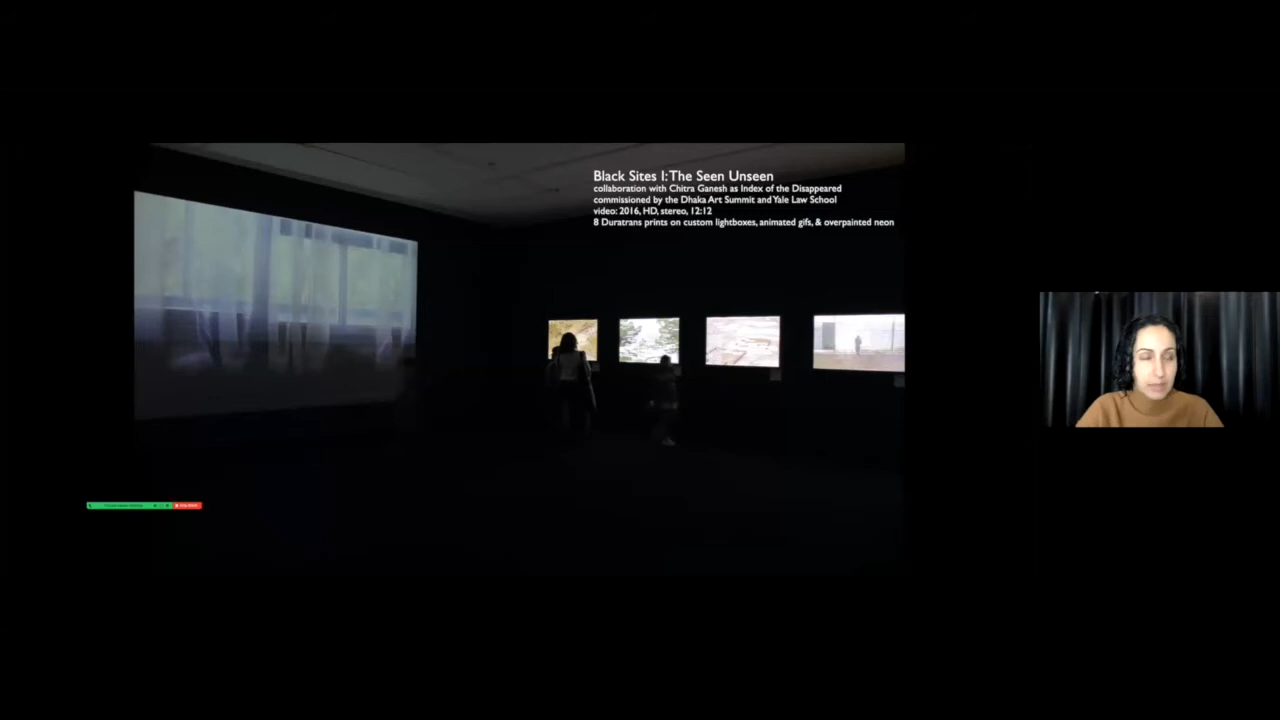 Black Sites I: The Seen Unseen
collaboration with Chitra Ganesh as Index of the Disappeared
commissioned by the Dhaka Art Summit and Yale Law School
video: 2016, HD, stereo, 12:12
8 Duratrans prints on custom lightboxes, animated gifs, & overpainted neon